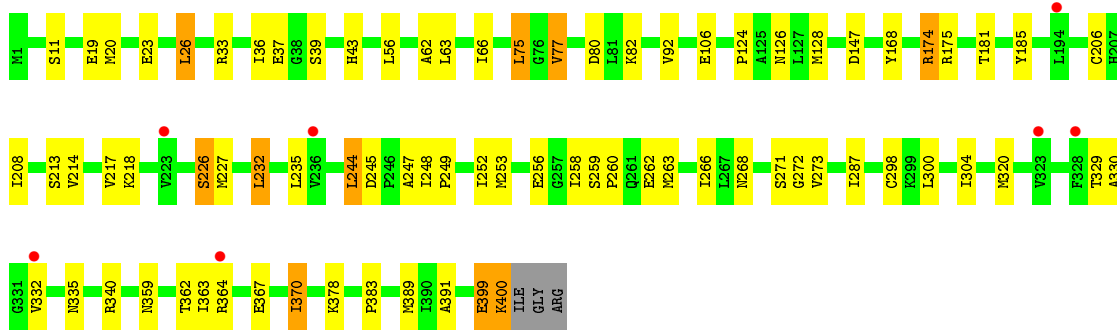 M1 S11 E19 M20 E23 L26 R33 I36 E37 G38 S39 H43 L56 A62 L63 I66 L75 G76 V77 D80 L81 K82 V92 E106 P124 A125 N126 L127 M128 D147 Y168 R174 R175 T181 Y185 L194 C206 H207
I208 S213 V214 V217 K218 V223 S226 M227 L232 L235 V236 L244 D245 P246 A247 I248 P249 I252 M253 E256 G257 I258 S259 P260 Q261 E262 M263 I266 L267 N268 S271 G272 V273 I287 C298 K299 L300 I304 M320 V323 F328 T329 A330
G331 V332 N335 R340 N359 T362 I363 R364 E367 I370 K378 P383 M389 I390 A391 E399 K400 ILE GLY ARG